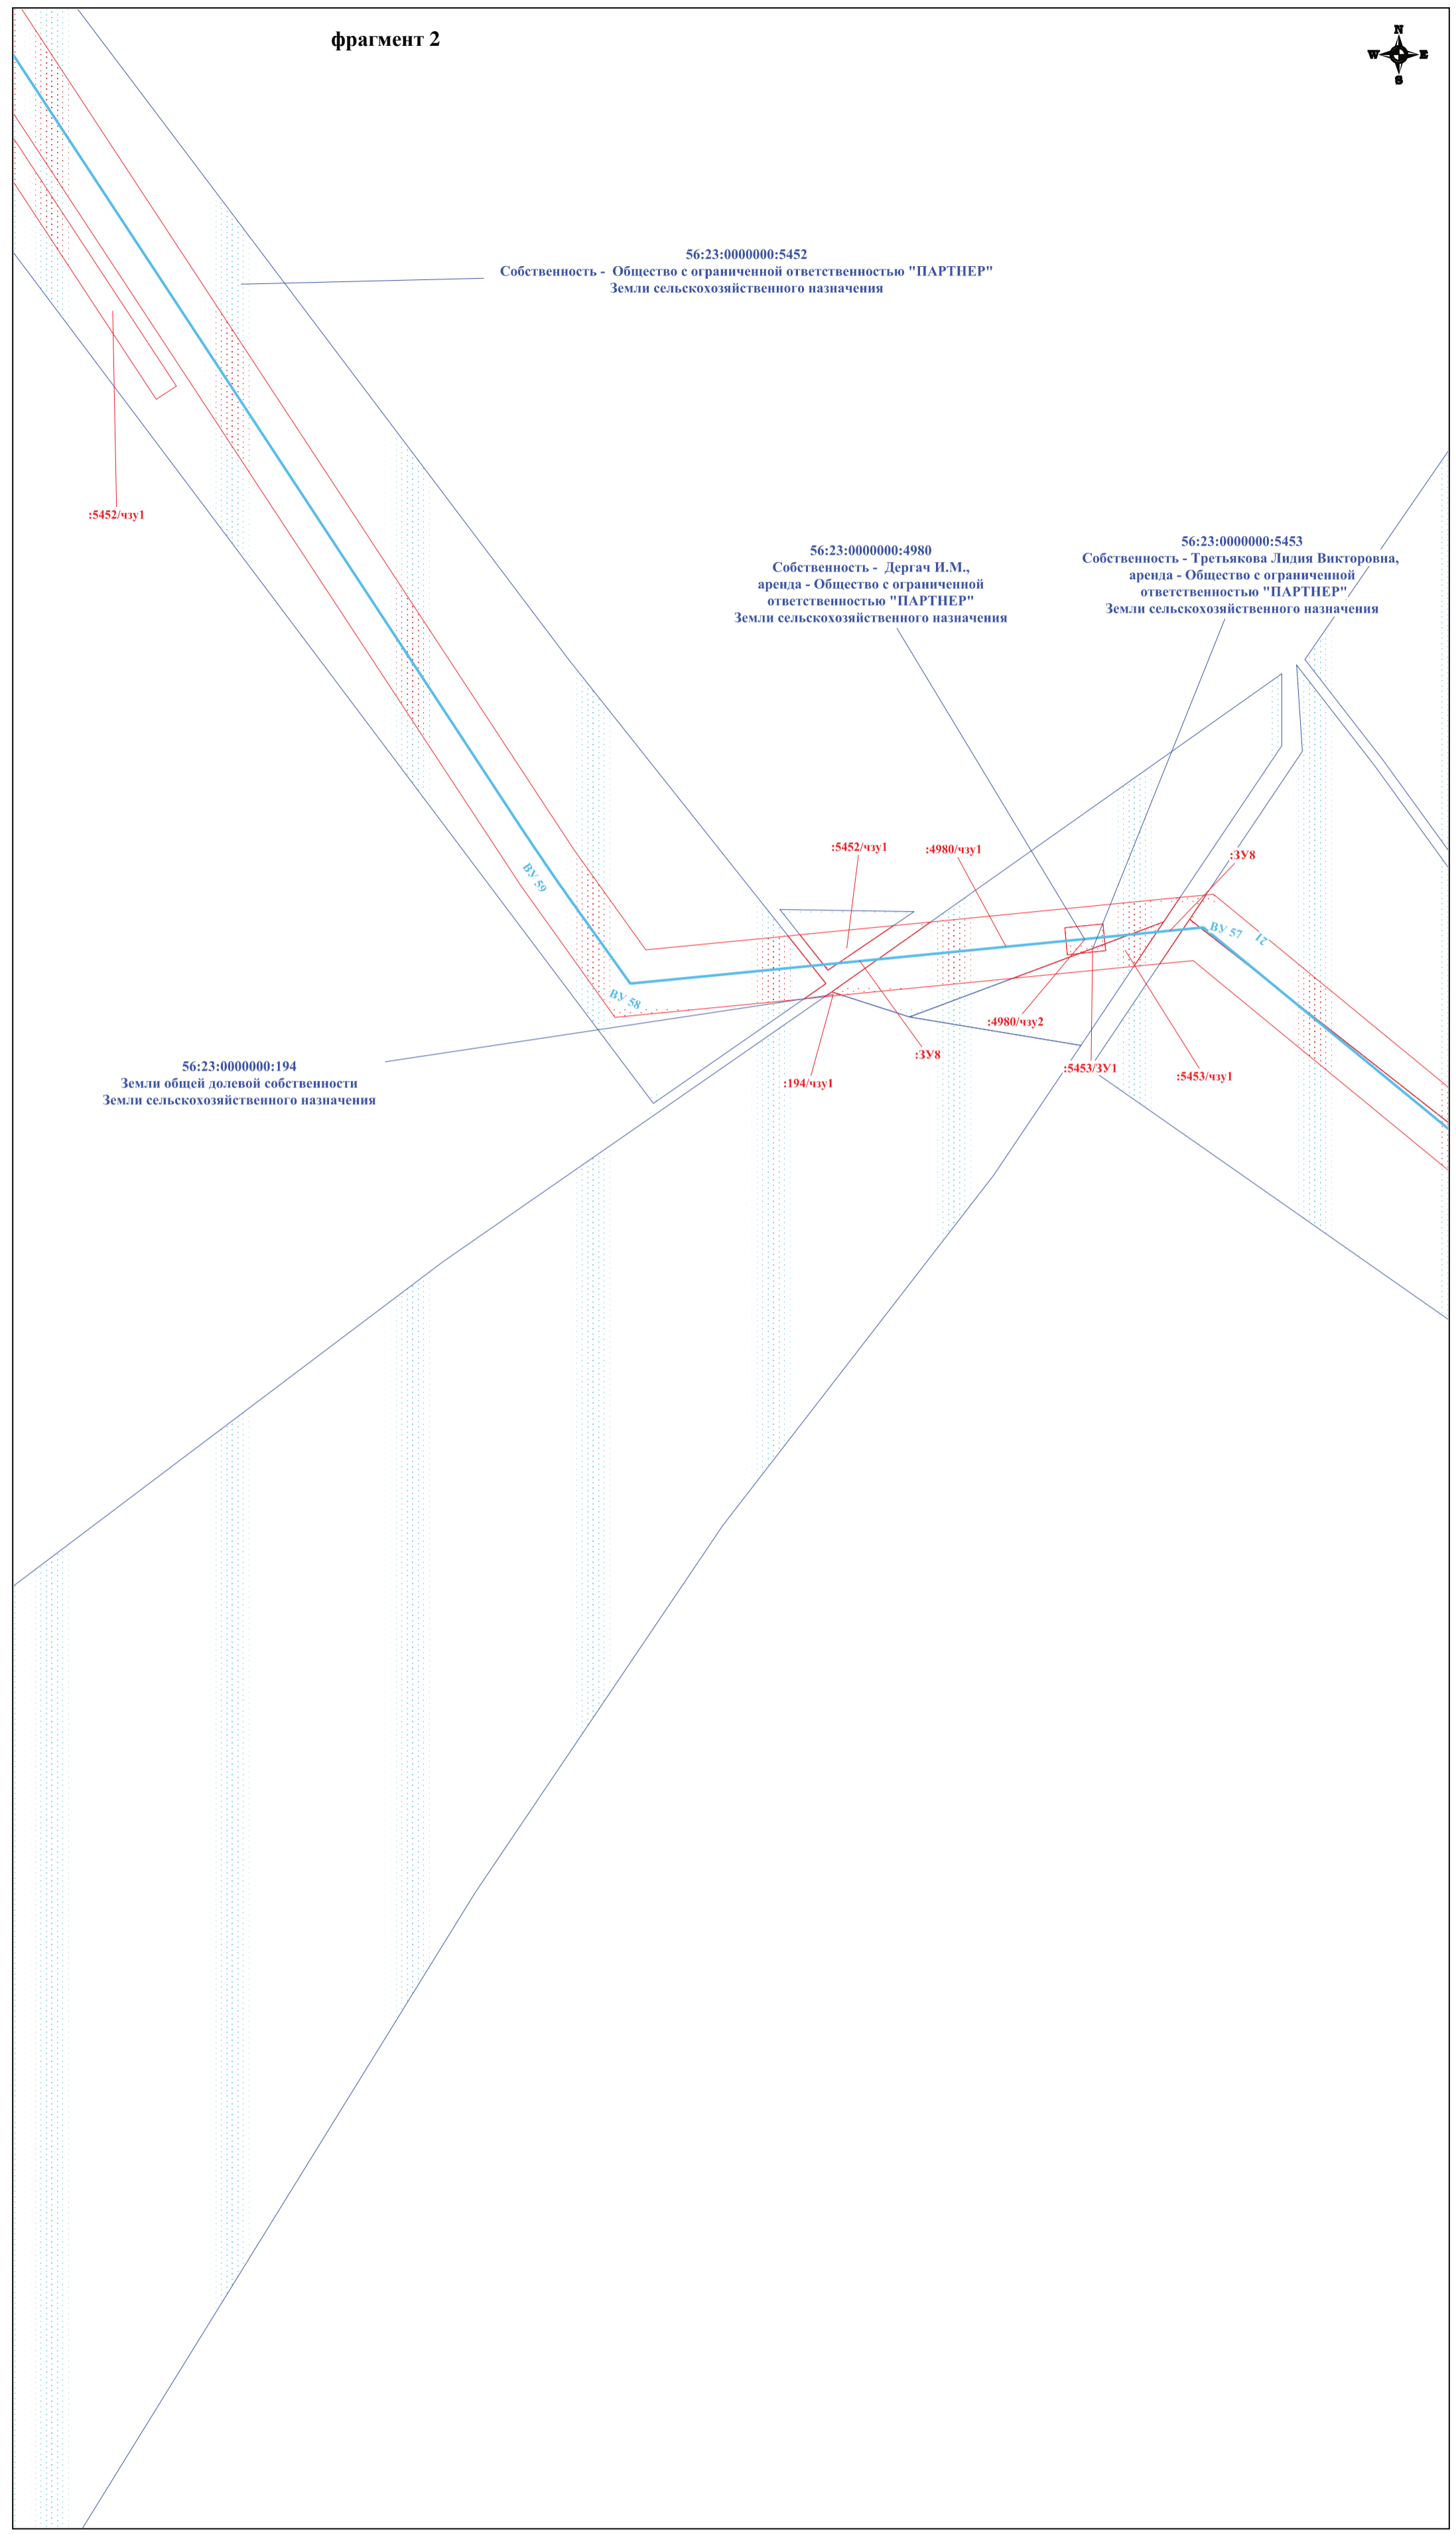 фрагмент 2
N
W E
S
56:23:0000000:5452
Собственность - Общество с ограниченной ответственностью "ПАРТНЕР"
Земли сельскохозяйственного назначения
:5452/чзу1
56:23:0000000:4980
Собственность - Дергач И.М.,
аренда - Общество с ограниченной
ответственностью "ПАРТНЕР"
Земли сельскохозяйственного назначения
56:23:0000000:5453
Собственность - Третьякова Лидия Викторовна,
аренда - Общество с ограниченной
ответственностью "ПАРТНЕР"
Земли сельскохозяйственного назначения
:5452/чзу1
:4980/чзу1
:ЗУ8
ВУ 59
ВУ 57
21
ВУ 58
:4980/чзу2
:ЗУ8
:194/чзу1
:5453/ЗУ1
:5453/чзу1
56:23:0000000:194
Земли общей долевой собственности
Земли сельскохозяйственного назначения